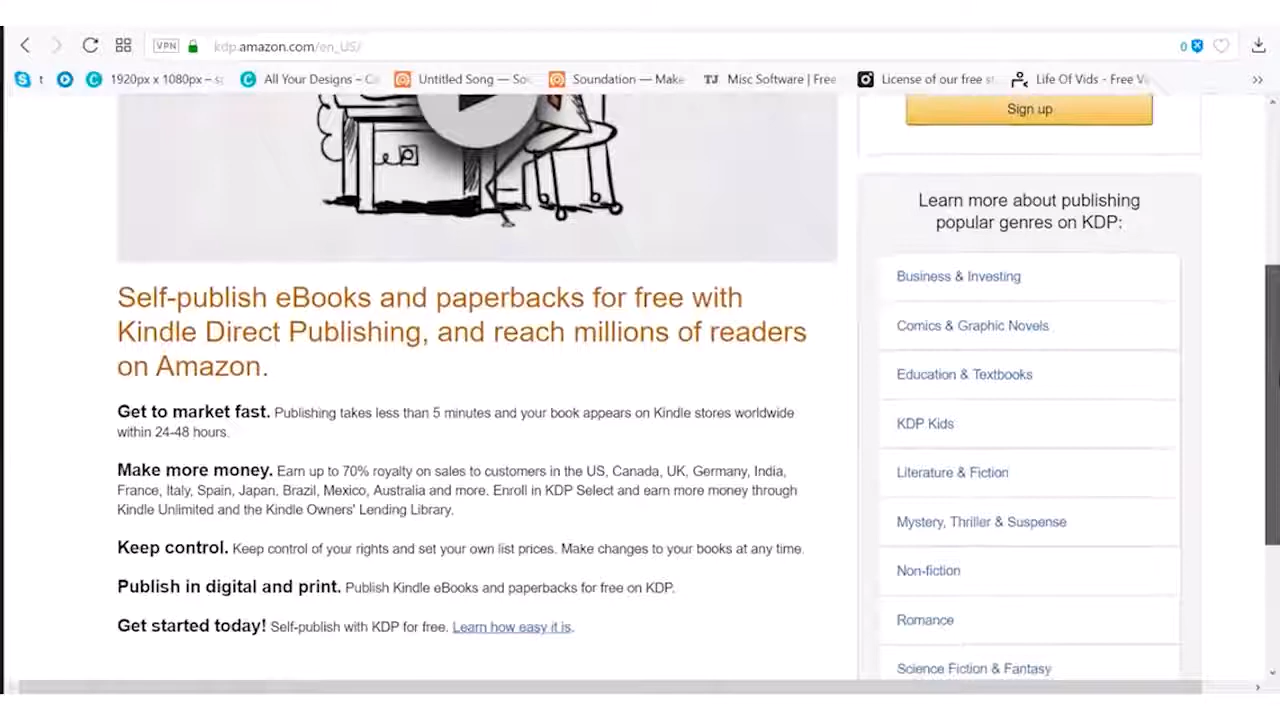 VPN kdp.amazon.com/en_US/ 0
t 1920px x 1080px – s All Your Designs – C Untitled Song — So Soundation — Make TJ Misc Software | Free License of our free s Life Of Vids - Free V »
Sign up
Learn more about publishing
popular genres on KDP:
Business & Investing
Comics & Graphic Novels
Education & Textbooks
KDP Kids
Literature & Fiction
Mystery, Thriller & Suspense
Non-fiction
Romance
Science Fiction & Fantasy
Self-publish eBooks and paperbacks for free with
Kindle Direct Publishing, and reach millions of readers
on Amazon.
Get to market fast. Publishing takes less than 5 minutes and your book appears on Kindle stores worldwide
within 24-48 hours.
Make more money. Earn up to 70% royalty on sales to customers in the US, Canada, UK, Germany, India,
France, Italy, Spain, Japan, Brazil, Mexico, Australia and more. Enroll in KDP Select and earn more money through
Kindle Unlimited and the Kindle Owners' Lending Library.
Keep control. Keep control of your rights and set your own list prices. Make changes to your books at any time.
Publish in digital and print. Publish Kindle eBooks and paperbacks for free on KDP.
Get started today! Self-publish with KDP for free. Learn how easy it is.